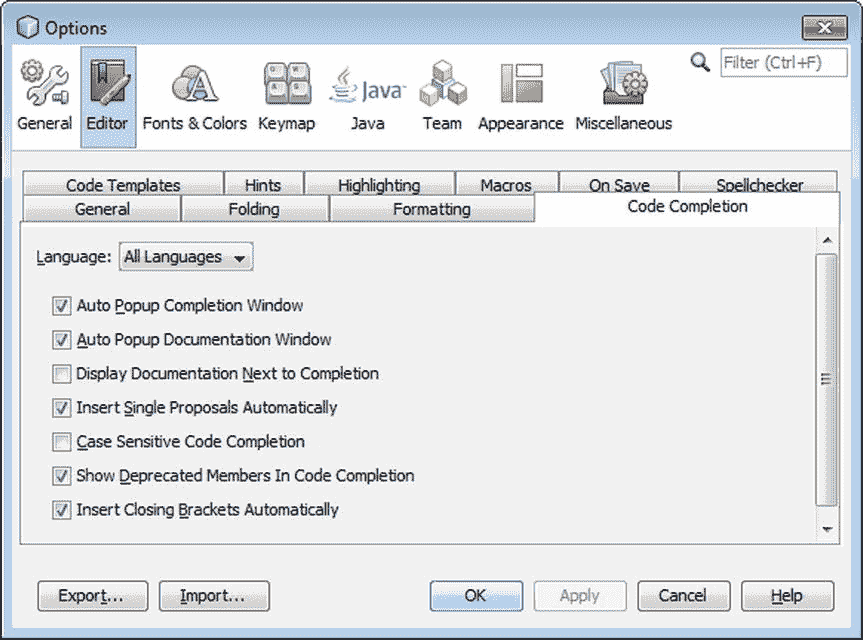 Options
Filter (Ctrl+F)
Java
General Editor Fonts & Colors Keymap Java Team Appearance Miscellaneous
Code Templates Hints Highlighting Macros On Save Spellchecker
General Folding Formatting Code Completion
Language: All Languages
Auto Popup Completion Window
Auto Popup Documentation Window
Display Documentation Next to Completion
Insert Single Proposals Automatically
Case Sensitive Code Completion
Show Deprecated Members In Code Completion
Insert Closing Brackets Automatically
Export... Import... OK Apply Cancel Help